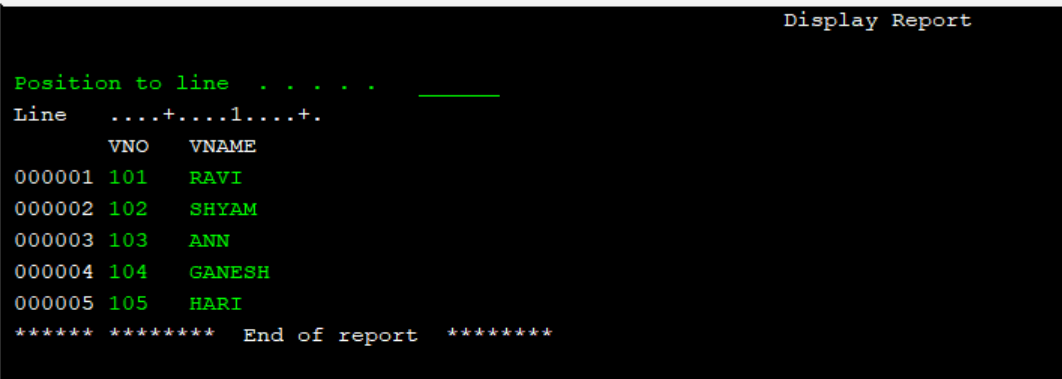 Display Report
Position to line . . . . .
Line ....+....1....+.
VNO VNAME
000001 101 RAVI
000002 102 SHYAM
000003 103 ANN
000004 104 GANESH
000005 105 HARI
****** ******** End of report ********